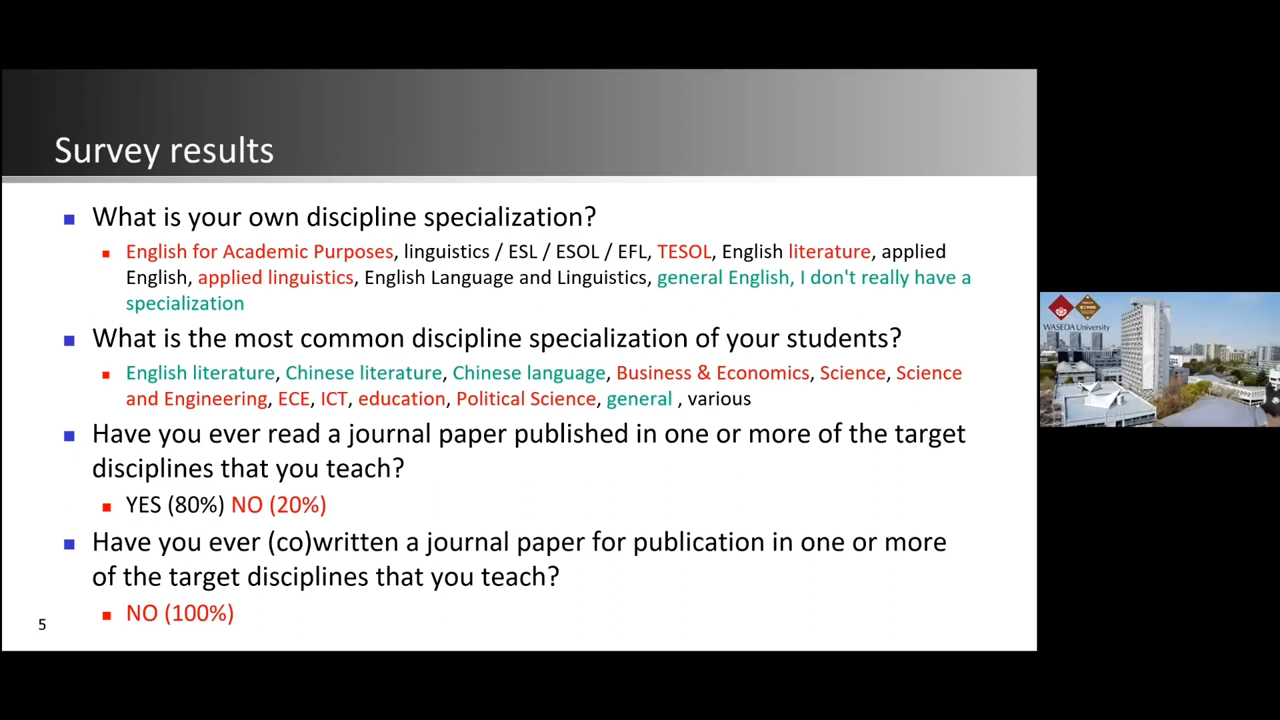 Survey results
What is your own discipline specialization?
English for Academic Purposes, linguistics / ESL / ESOL / EFL, TESOL, English literature, applied
English, applied linguistics, English Language and Linguistics, general English, I don't really have a
specialization
What is the most common discipline specialization of your students?
English literature, Chinese literature, Chinese language, Business & Economics, Science, Science
and Engineering, ECE, ICT, education, Political Science, general , various
Have you ever read a journal paper published in one or more of the target
disciplines that you teach?
YES (80%) NO (20%)
Have you ever (co)written a journal paper for publication in one or more
of the target disciplines that you teach?
NO (100%)
5
WASEDA University